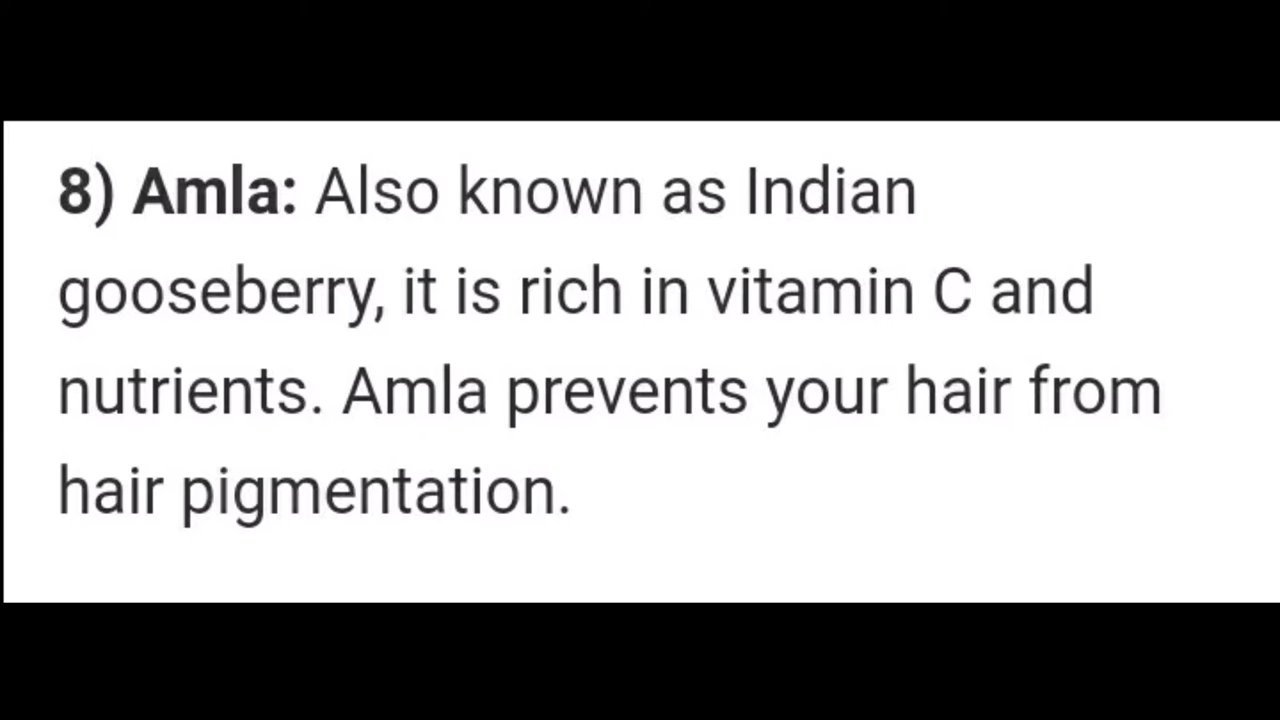 8) Amla: Also known as Indian
gooseberry, it is rich in vitamin C and
nutrients. Amla prevents your hair from
hair pigmentation.